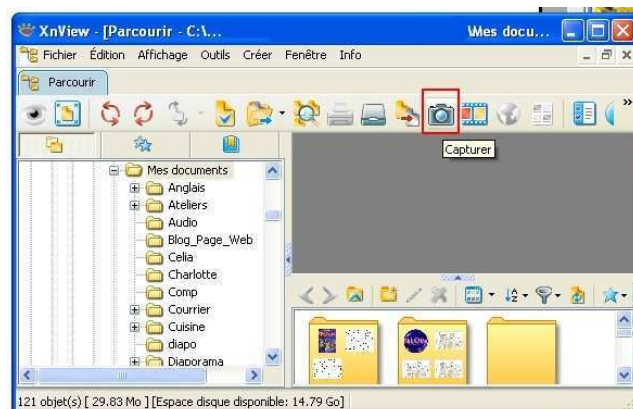 XnView - [Parcourir - C:\... Mes docu...
Fichier Édition Affichage Outils Créer Fenêtre Info
Parcourir
Capturer
Mes documents
Anglais
Ateliers
Audio
Blog_Page_Web
Celia
Charlotte
Comp
Courrier
Cuisine
diapo
Diaporama
121 objet(s) [ 29.83 Mo ] [Espace disque disponible: 14.79 Go]